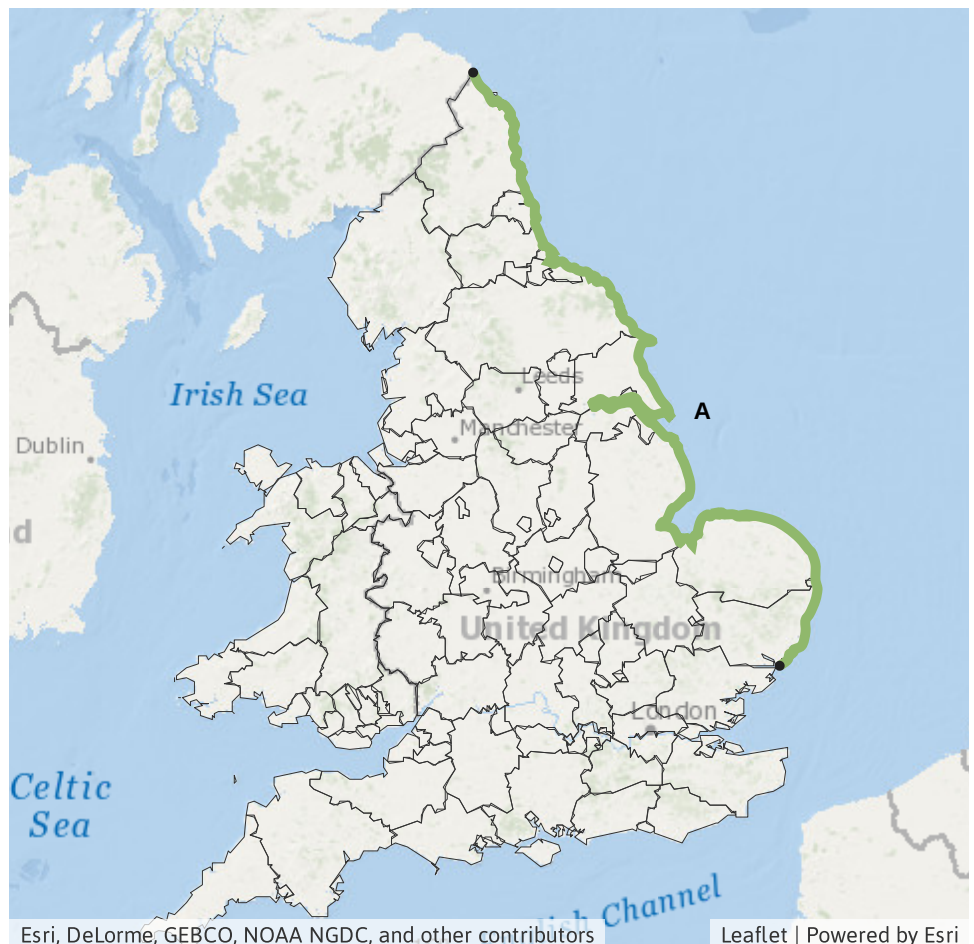 Irish Sea
Leeds
A
Manchester
Dublin
d
Birmingham
United Kingdom
London
Celtic
Sea
lish Channel
Esri, DeLorme, GEBCO, NOAA NGDC, and other contributors
Leaflet | Powered by Esri